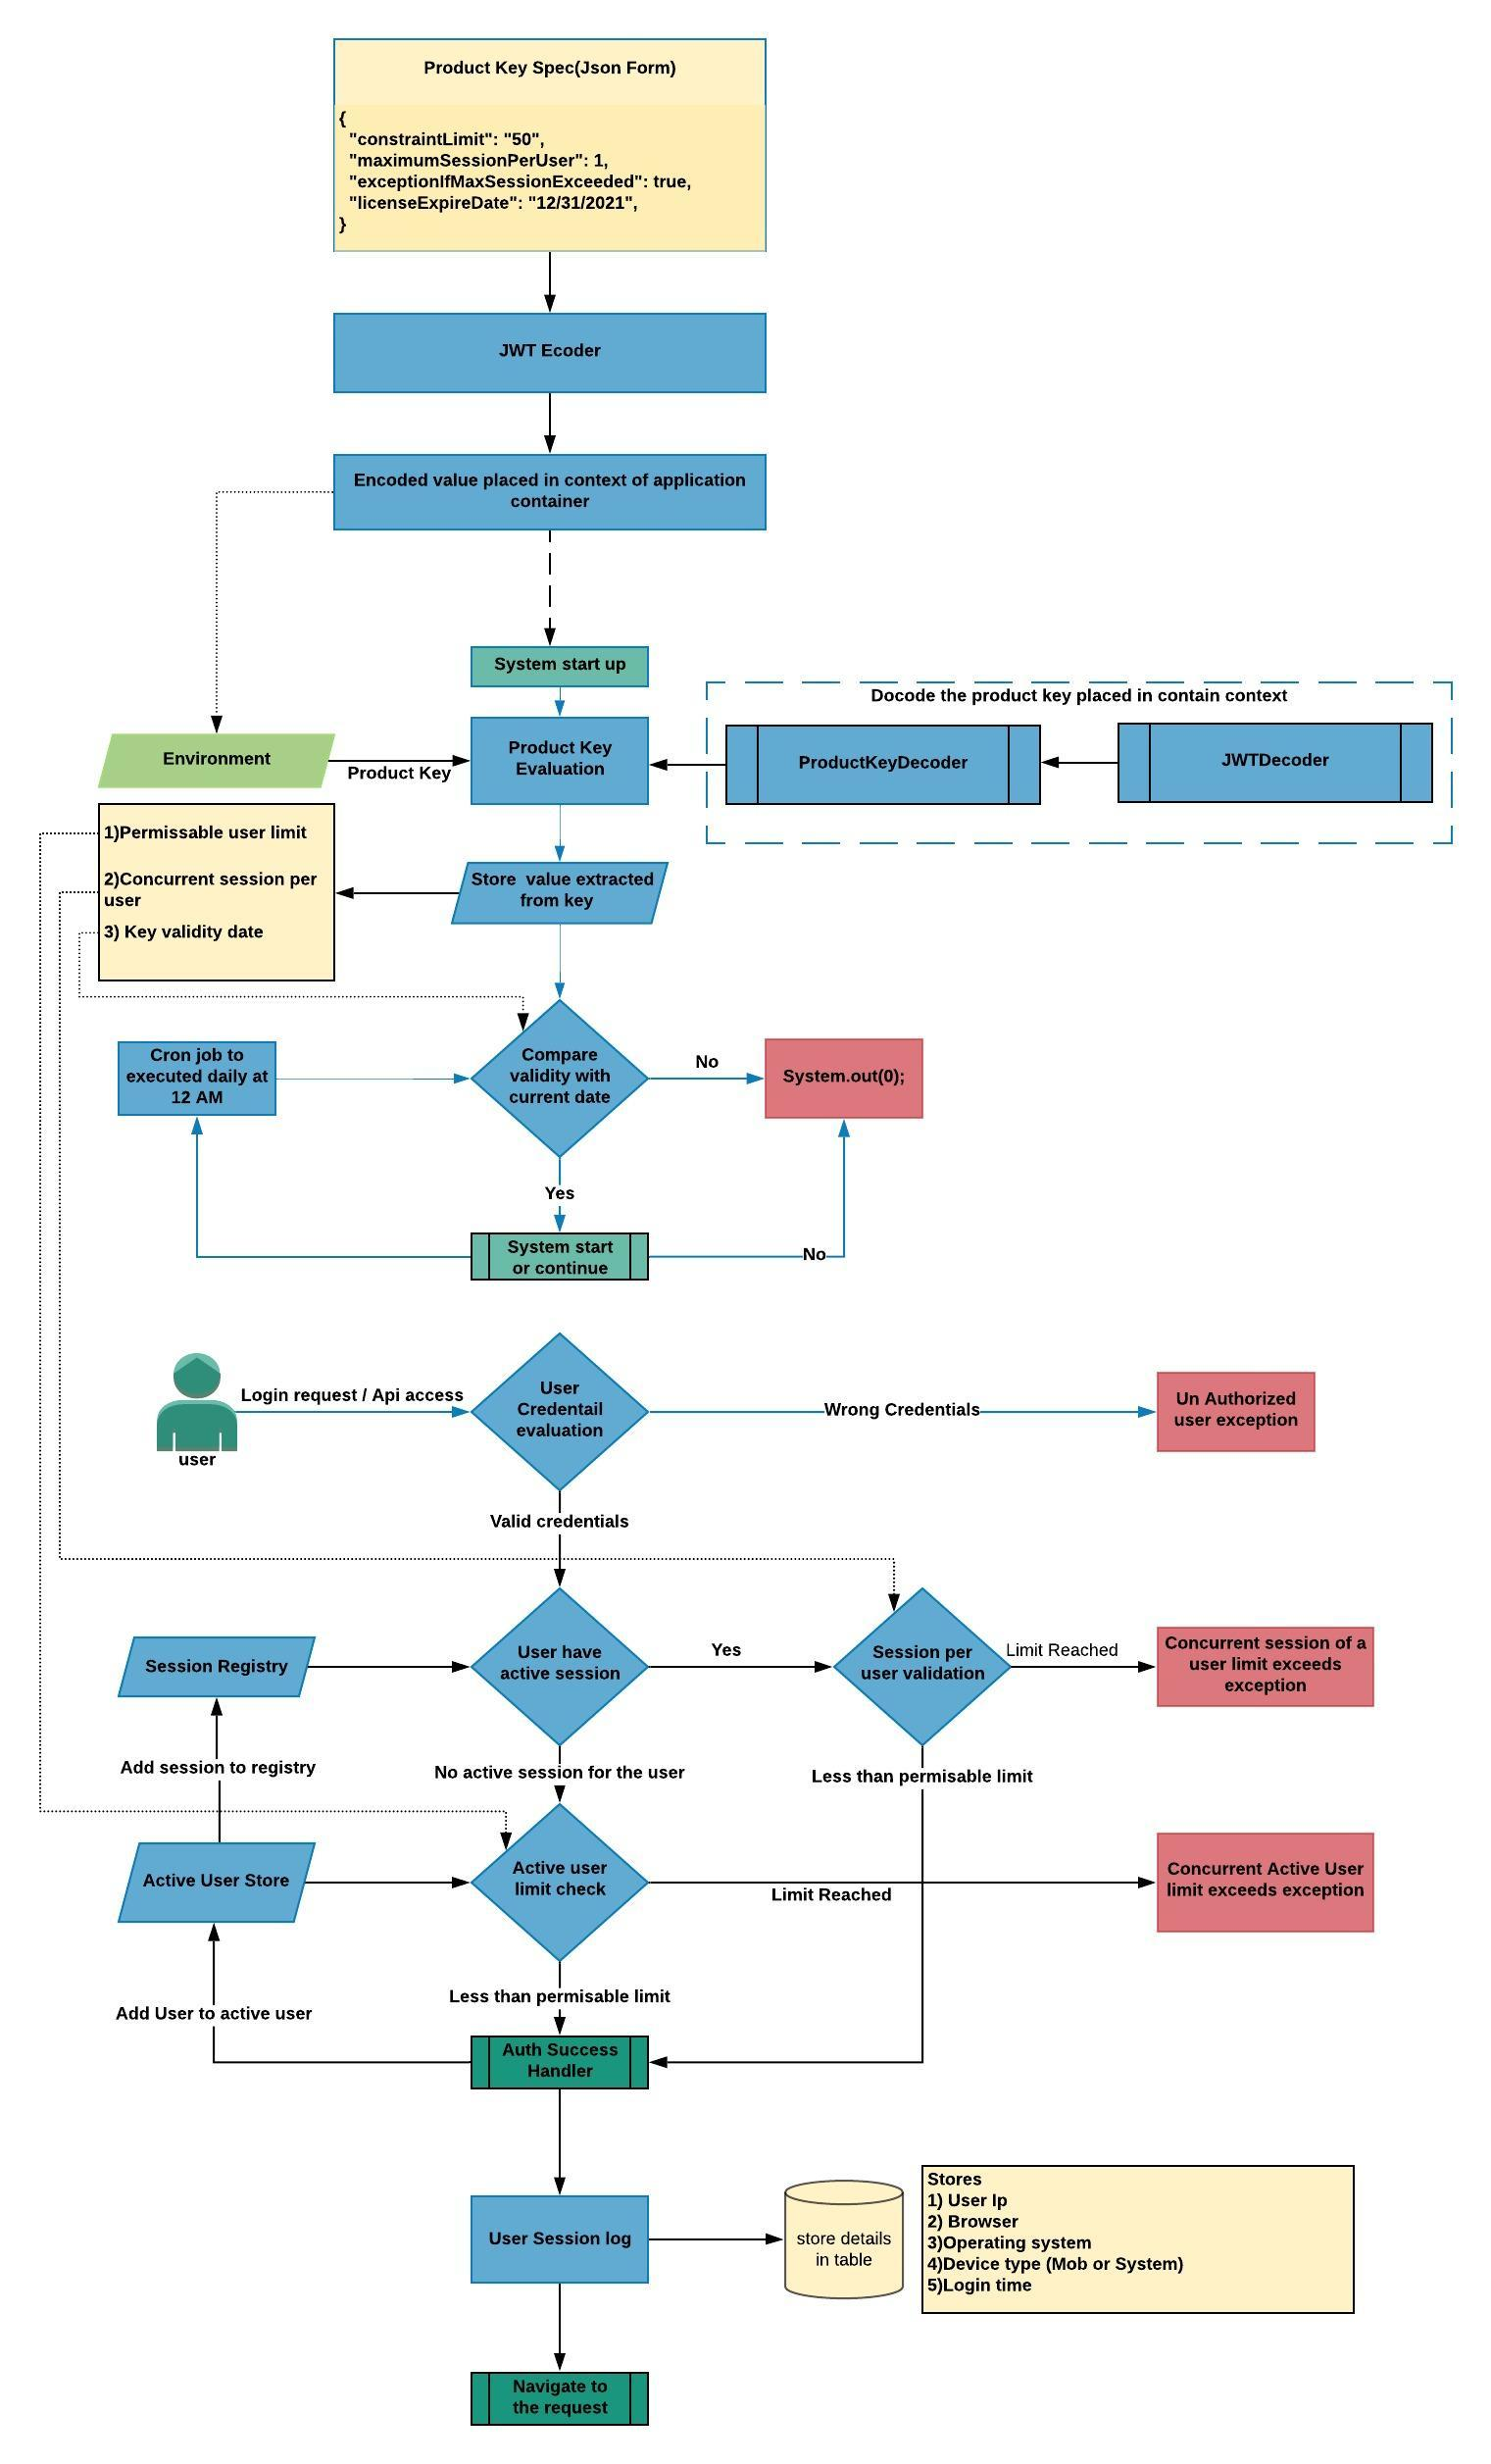 Product Key Spec(Json Form)
{
"constraintLimit": "50",
"maximumSessionPerUser": 1,
"exceptionIfMaxSessionExceeded": true,
"licenseExpireDate": "12/31/2021",
}
JWT Ecoder
Encoded value placed in context of application
container
System start up
Docode the product key placed in contain context
Environment
Product Key
Product Key
Evaluation
ProductKeyDecoder
JWTDecoder
1)Permissable user limit
2)Concurrent session per
user
3) Key validity date
Store value extracted
from key
Cron job to
executed daily at
12 AM
Compare
validity with
current date
No
System.out(0);
Yes
System start
or continue
No
user
Login request / Api access
User
Credentail
evaluation
Wrong Credentials
Un Authorized
user exception
Valid credentials
Session Registry
User have
active session
Yes
Session per
user validation
Limit Reached
Concurrent session of a
user limit exceeds
exception
Add session to registry
No active session for the user
Less than permisable limit
Active User Store
Active user
limit check
Limit Reached
Concurrent Active User
limit exceeds exception
Less than permisable limit
Add User to active user
Auth Success
Handler
User Session log
store details
in table
Stores
1) User Ip
2) Browser
3)Operating system
4)Device type (Mob or System)
5)Login time
Navigate to
the request